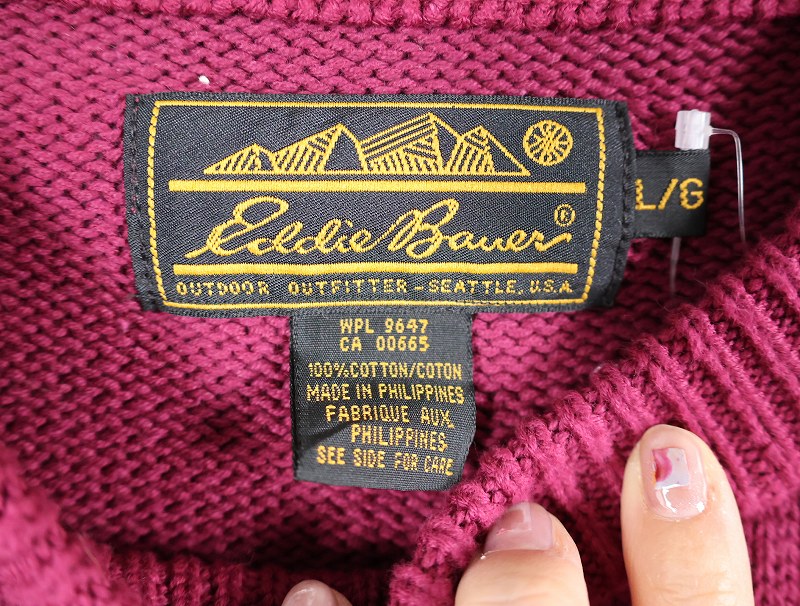 Eddie Bauer®
OUTDOOR OUTFITTER - SEATTLE, U.S.A.
L/G
WPL 9647
CA 00665
100% COTTON/COTON
MADE IN PHILIPPINES
FABRIQUE AUX
PHILIPPINES
SEE SIDE FOR CARE